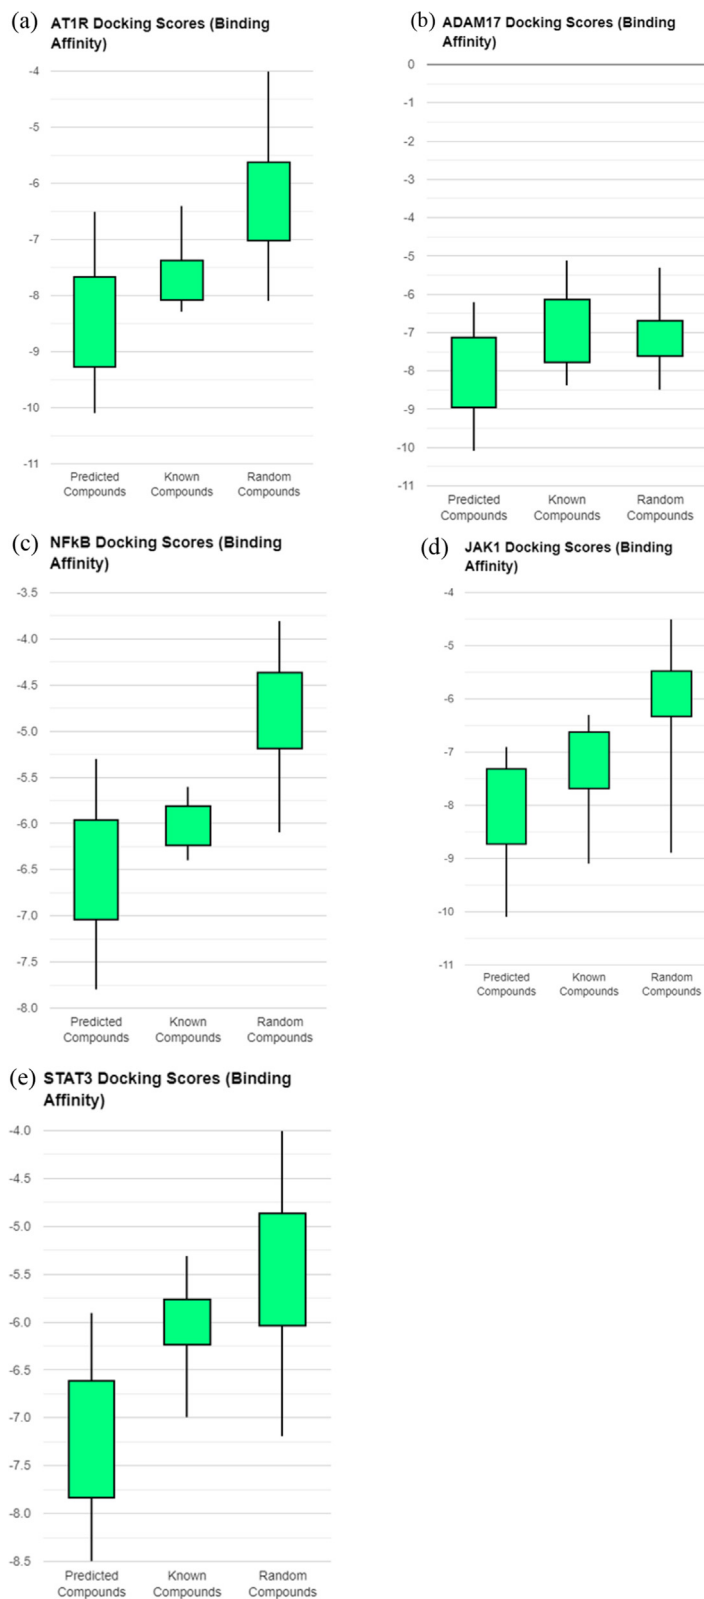 (a) AT1R Docking Scores (Binding
Affinity)
-4
-5
-6
-7
-8
-9
-10
-11
Predicted Known Random
Compounds Compounds Compounds
(b) ADAM17 Docking Scores (Binding
Affinity)
0
-1
-2
-3
-4
-5
-6
-7
-8
-9
-10
-11
Predicted Known Random
Compounds Compounds Compounds
(c) NFkB Docking Scores (Binding
Affinity)
-3.5
-4.0
-4.5
-5.0
-5.5
-6.0
-6.5
-7.0
-7.5
-8.0
Predicted Known Random
Compounds Compounds Compounds
(d) JAK1 Docking Scores (Binding
Affinity)
-4
-5
-6
-7
-8
-9
-10
-11
Predicted Known Random
Compounds Compounds Compounds
(e) STAT3 Docking Scores (Binding
Affinity)
-4.0
-4.5
-5.0
-5.5
-6.0
-6.5
-7.0
-7.5
-8.0
-8.5
Predicted Known Random
Compounds Compounds Compounds